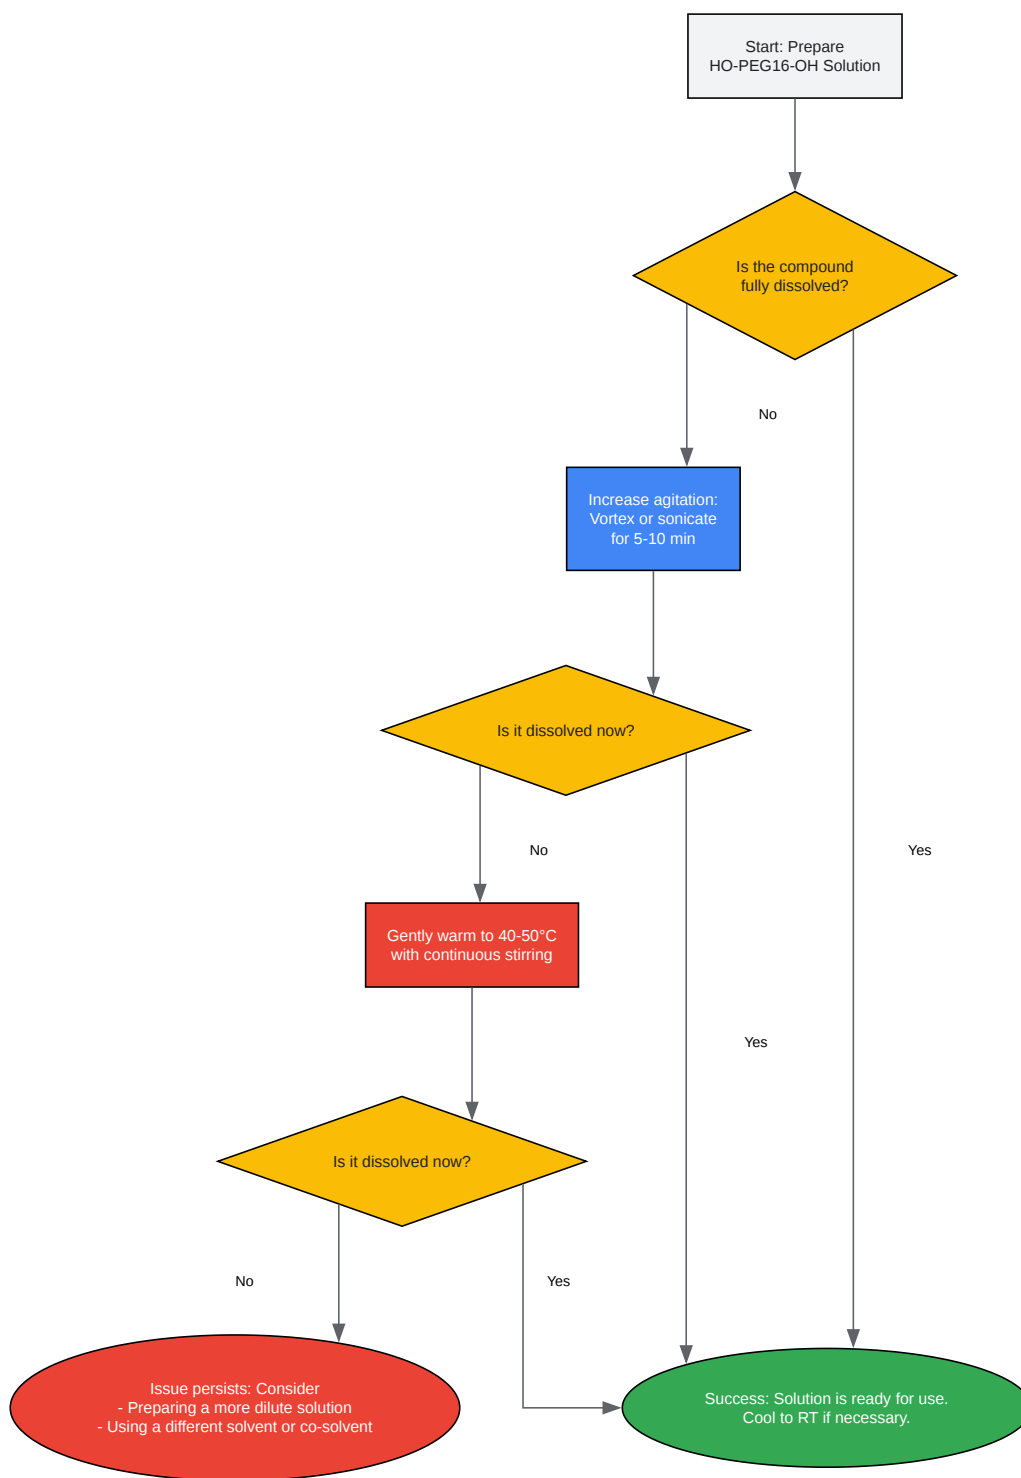 Start: Prepare
HO-PEG16-OH Solution
Is the compound
fully dissolved?
No
Increase agitation:
Vortex or sonicate
for 5-10 min
Is it dissolved now?
No
Yes
Gently warm to 40-50°C
with continuous stirring
Yes
Is it dissolved now?
No
Yes
Issue persists: Consider
- Preparing a more dilute solution
- Using a different solvent or co-solvent
Success: Solution is ready for use.
Cool to RT if necessary.